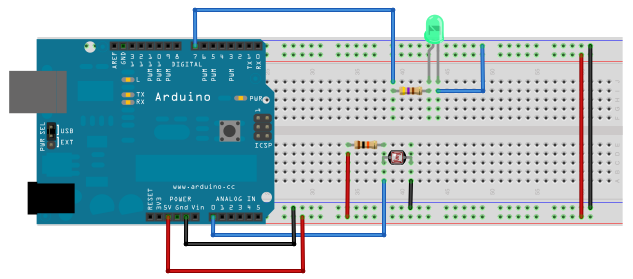 AREF
GND
13
12
11
10
9
8
7
6
5
4
3
2
1
0
PWM
PWM
PWM
PWM
PWM
PWM
TX
RX
DIGITAL
L
TX
RX
Arduino
PWR
1
ICSP
PWR SEL
USB
EXT
www.arduino.cc
POWER
ANALOG IN
RESET
3V3
5V
Gnd
Vin
0 1 2 3 4 5